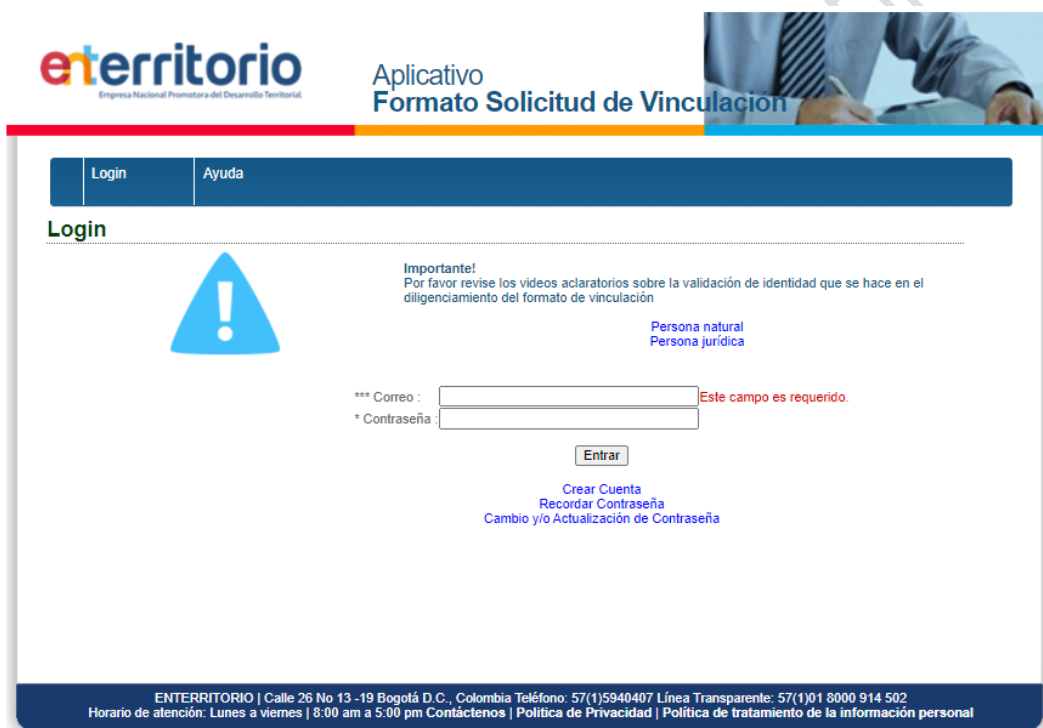 enterritorio
Empresa Nacional Promotora del Desarrollo Territorial
Aplicativo
Formato Solicitud de Vinculación
Login Ayuda
Login
Importante!
Por favor revise los videos aclaratorios sobre la validación de identidad que se hace en el
diligenciamiento del formato de vinculación
Persona natural
Persona jurídica
*** Correo : Este campo es requerido.
* Contraseña :
Entrar
Crear Cuenta
Recordar Contraseña
Cambio y/o Actualización de Contraseña
ENTERRITORIO | Calle 26 No 13 -19 Bogotá D.C., Colombia Teléfono: 57(1)5940407 Línea Transparente: 57(1)01 8000 914 502
Horario de atención: Lunes a viernes | 8:00 am a 5:00 pm Contáctenos | Politica de Privacidad | Política de tratamiento de la información personal